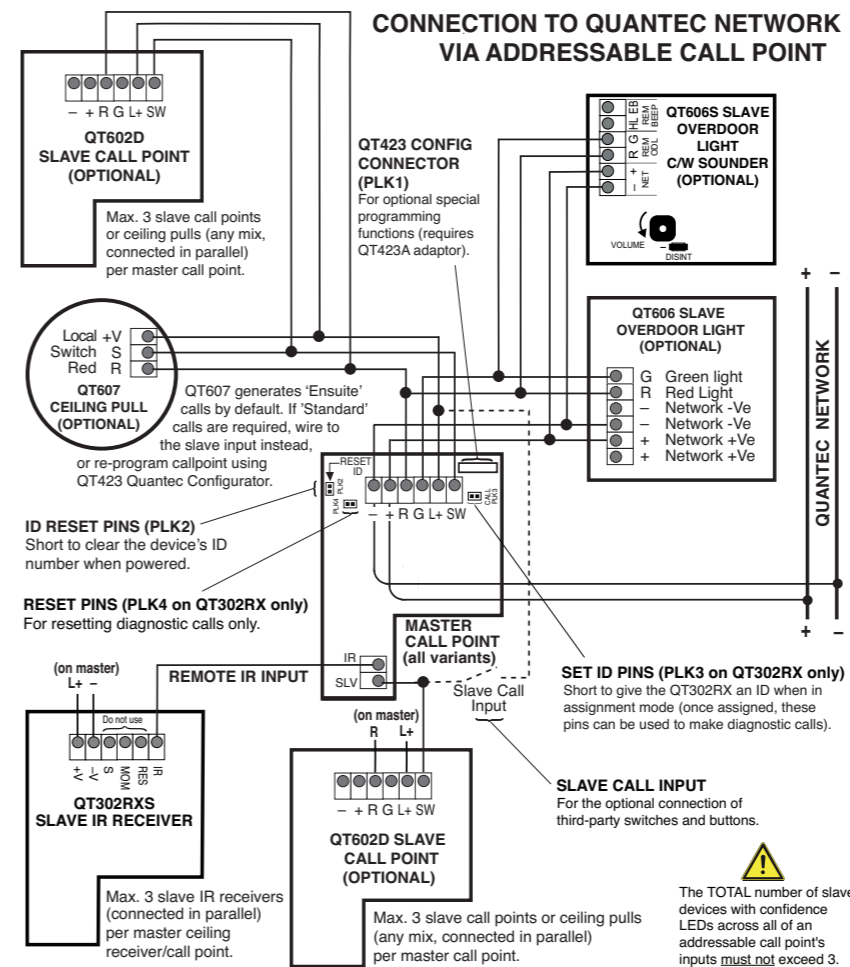 CONNECTION TO QUANTEC NETWORK
VIA ADDRESSABLE CALL POINT
– + R G L+ SW
QT602D
SLAVE CALL POINT
(OPTIONAL)
Max. 3 slave call points
or ceiling pulls (any mix,
connected in parallel)
per master call point.
QT423 CONFIG
CONNECTOR
(PLK1)
For optional special
programming
functions (requires
QT423A adaptor).
HL EB
REM
BEEP
R G
REM
ODL
– +
NET
QT606S SLAVE
OVERDOOR
LIGHT
C/W SOUNDER
(OPTIONAL)
VOLUME
DISINT
+ –
QUANTEC NETWORK
+ –
QT606 SLAVE
OVERDOOR LIGHT
(OPTIONAL)
G Green light
R Red Light
– Network -Ve
– Network -Ve
+ Network +Ve
+ Network +Ve
Local +V
Switch S
Red R
QT607
CEILING PULL
(OPTIONAL)
QT607 generates 'Ensuite'
calls by default. If 'Standard'
calls are required, wire to
the slave input instead,
or re-program callpoint using
QT423 Quantec Configurator.
RESET
ID
PLK2
PLK4
– + R G L+ SW
CALL
PLK3
ID RESET PINS (PLK2)
Short to clear the device's ID
number when powered.
RESET PINS (PLK4 on QT302RX only)
For resetting diagnostic calls only.
MASTER
CALL POINT
(all variants)
IR
SLV
REMOTE IR INPUT
Slave Call
Input
SET ID PINS (PLK3 on QT302RX only)
Short to give the QT302RX an ID when in
assignment mode (once assigned, these
pins can be used to make diagnostic calls).
(on master)
L+ –
Do not use
+V –V S MOM RES IR
QT302RXS
SLAVE IR RECEIVER
Max. 3 slave IR receivers
(connected in parallel)
per master ceiling
receiver/call point.
(on master)
R L+
– + R G L+ SW
QT602D SLAVE
CALL POINT
(OPTIONAL)
Max. 3 slave call points or ceiling pulls
(any mix, connected in parallel)
per master call point.
SLAVE CALL INPUT
For the optional connection of
third-party switches and buttons.
The TOTAL number of slave
devices with confidence
LEDs across all of an
addressable call point's
inputs must not exceed 3.